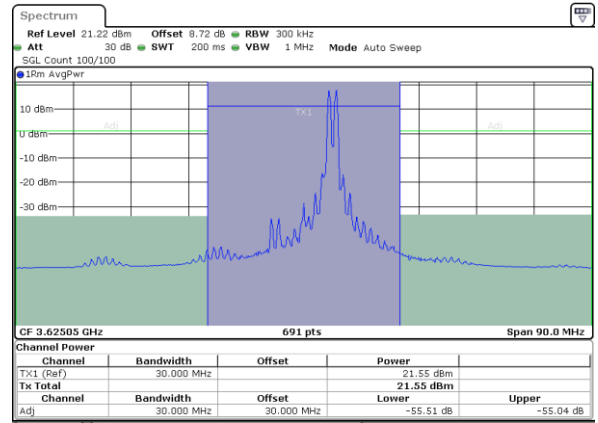 Spectrum
Ref Level 21.22 dBm Offset 8.72 dB RBW 300 kHz
Att 30 dB SWT 200 ms VBW 1 MHz Mode Auto Sweep
SGL Count 100/100
1Rm AvgPwr
10 dBm
TX1
Adj
Adj
0 dBm
-10 dBm
-20 dBm
-30 dBm
CF 3.62505 GHz 691 pts Span 90.0 MHz
Channel Power
Channel Bandwidth Offset Power
TX1 (Ref) 30.000 MHz 21.55 dBm
Tx Total 21.55 dBm
Channel Bandwidth Offset Lower Upper
Adj 30.000 MHz 30.000 MHz -55.51 dB -55.04 dB